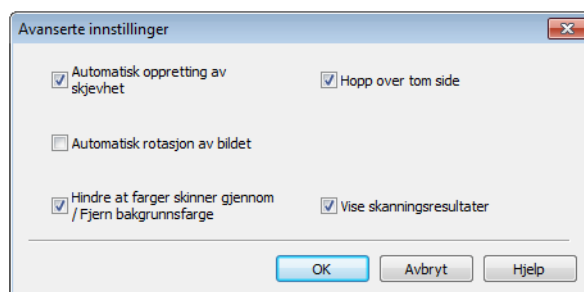 Avanserte innstillinger
Automatisk oppretting av
skjevhet
Hopp over tom side
Automatisk rotasjon av bildet
Hindre at farger skinner gjennom
/ Fjern bakgrunnsfarge
Vise skanningsresultater
OK
Avbryt
Hjelp